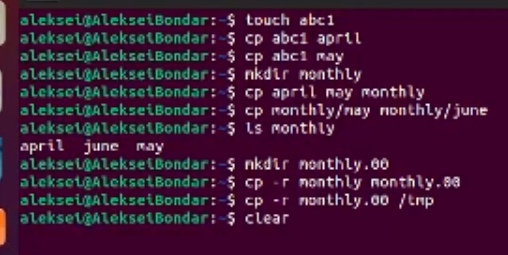 aleksei@AlekseiBondar:~$ touch abc1
aleksei@AlekseiBondar:~$ cp abc1 april
aleksei@AlekseiBondar:~$ cp abc1 may
aleksei@AlekseiBondar:~$ mkdir monthly
aleksei@AlekseiBondar:~$ cp april may monthly
aleksei@AlekseiBondar:~$ cp monthly/may monthly/june
aleksei@AlekseiBondar:~$ ls monthly
april  june  may
aleksei@AlekseiBondar:~$ mkdir monthly.00
aleksei@AlekseiBondar:~$ cp -r monthly monthly.00
aleksei@AlekseiBondar:~$ cp -r monthly.00 /tmp
aleksei@AlekseiBondar:~$ clear